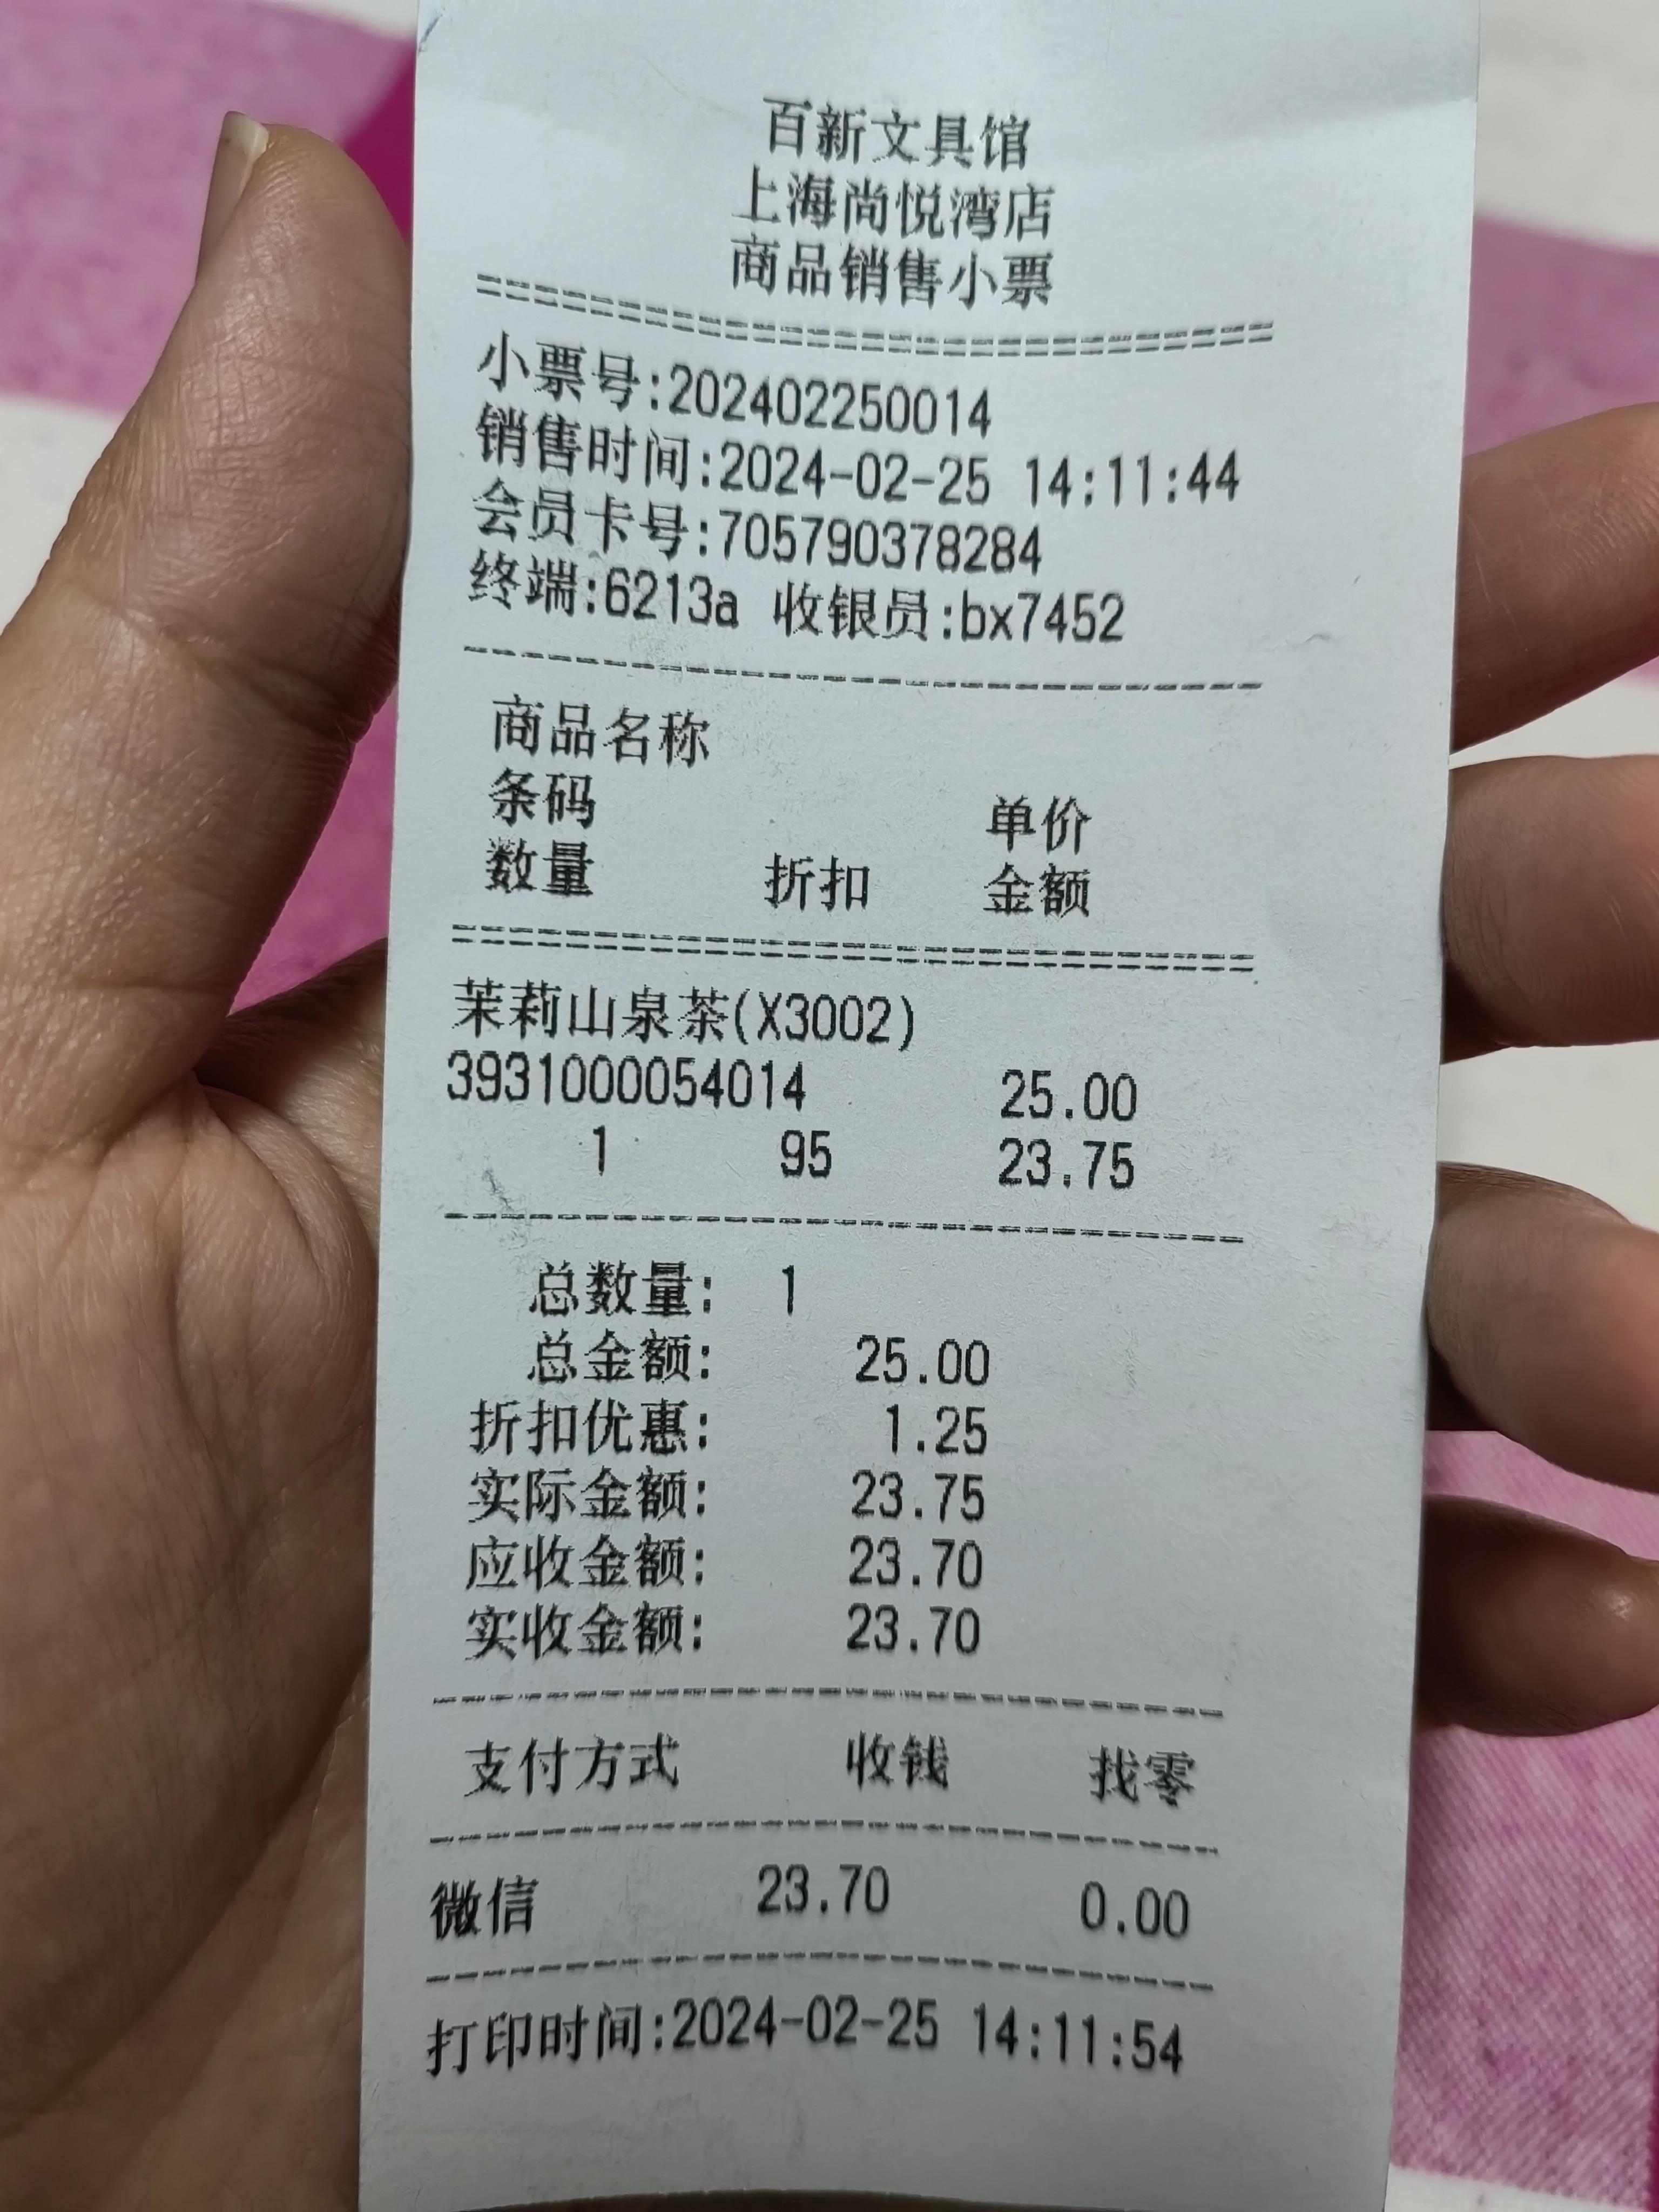 百新文具馆
上海尚悦湾店
商品销售小票
小票号:202402250014
销售时间:2024-02-25 14:11:44
会员卡号:705790378284
终端:6213a 收银员:bx7452
商品名称
条码 单价
数量 折扣 金额
茉莉山泉茶(X3002)
3931000054014 25.00
1 95 23.75
总数量: 1
总金额: 25.00
折扣优惠: 1.25
实际金额: 23.75
应收金额: 23.70
实收金额: 23.70
支付方式 收钱 找零
微信 23.70 0.00
打印时间:2024-02-25 14:11:54